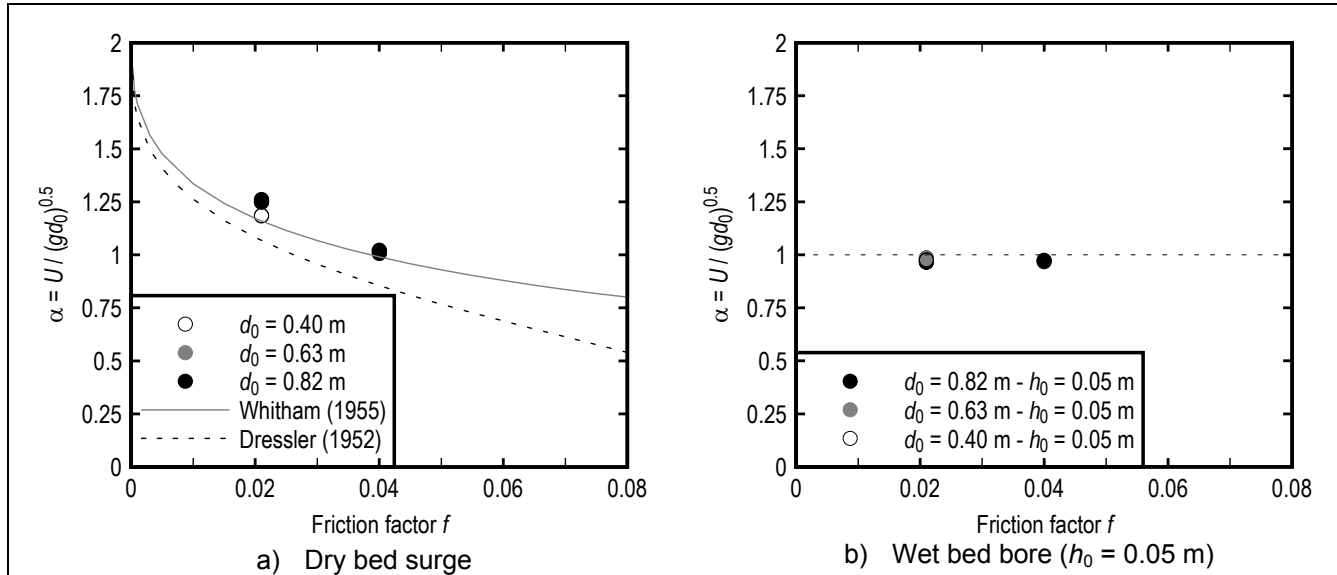 2
1.75
1.5
1.25
1
0.75
0.5
0.25
0
α = U / (gd₀)⁰·⁵
d₀ = 0.40 m
d₀ = 0.63 m
d₀ = 0.82 m
Whitham (1955)
Dressler (1952)
0 0.02 0.04 0.06 0.08
Friction factor f
a) Dry bed surge
2
1.75
1.5
1.25
1
0.75
0.5
0.25
0
α = U / (gd₀)⁰·⁵
d₀ = 0.82 m - h₀ = 0.05 m
d₀ = 0.63 m - h₀ = 0.05 m
d₀ = 0.40 m - h₀ = 0.05 m
0 0.02 0.04 0.06 0.08
Friction factor f
b) Wet bed bore (h₀ = 0.05 m)